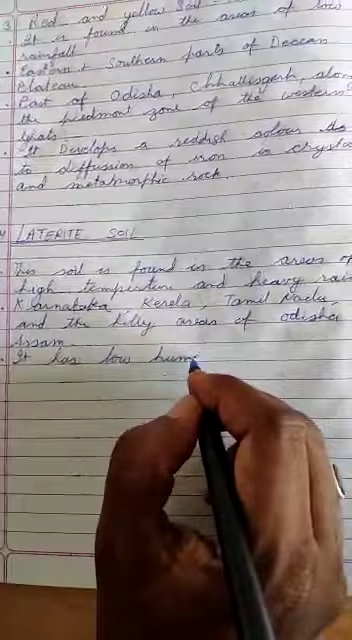 3 Red and yellow soil
• It is found in the areas of low
rainfall
• Eastern + Southern parts of Deccan
Plateau
• Part of Odisha, Chhattisgarh, along
the piedmont zone of the western
Ghats.
• It Develops a reddish colour
to diffussion of iron in crysta
and metamorphic rock.
4 LATERITE SOIL
This soil is found in the areas of
high temperature and heavy rain
• Karnataka Kerela, Tamil Nadu,
and the hilly areas of odisha
Assam.
• It has low hum